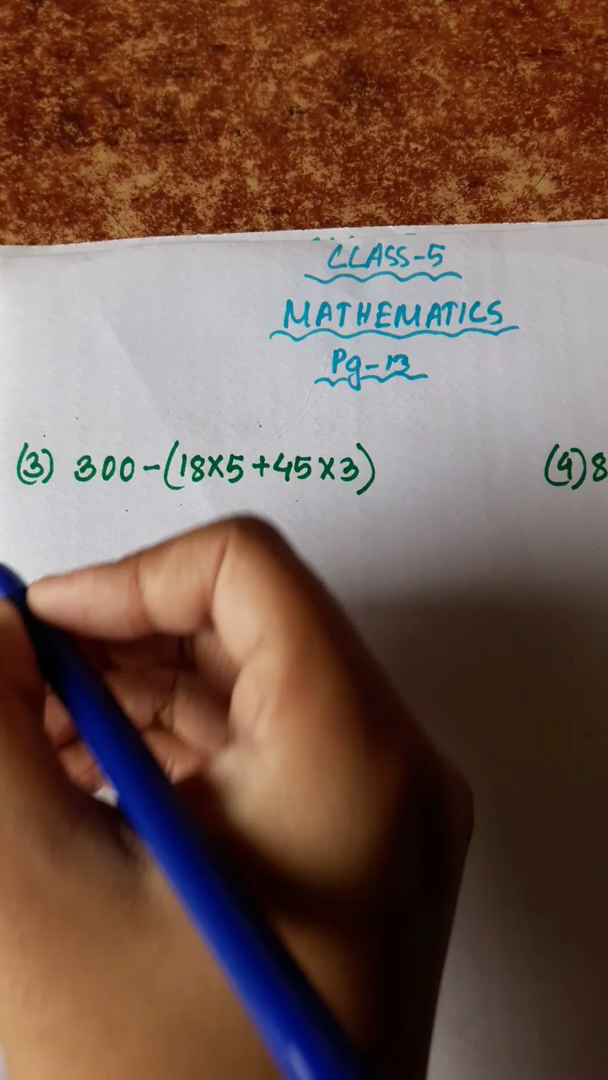 CLASS-5
MATHEMATICS
Pg-13
(3) 300-(18×5+45×3)
(4) 8